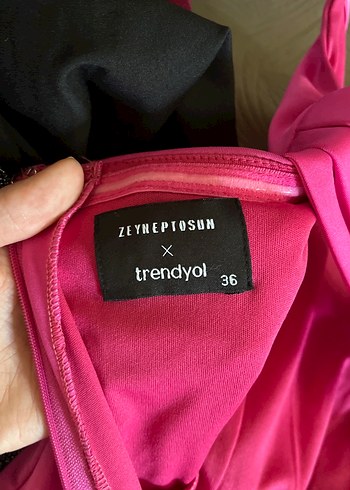 ZEYNEPTOSUN
×
trendyol
36